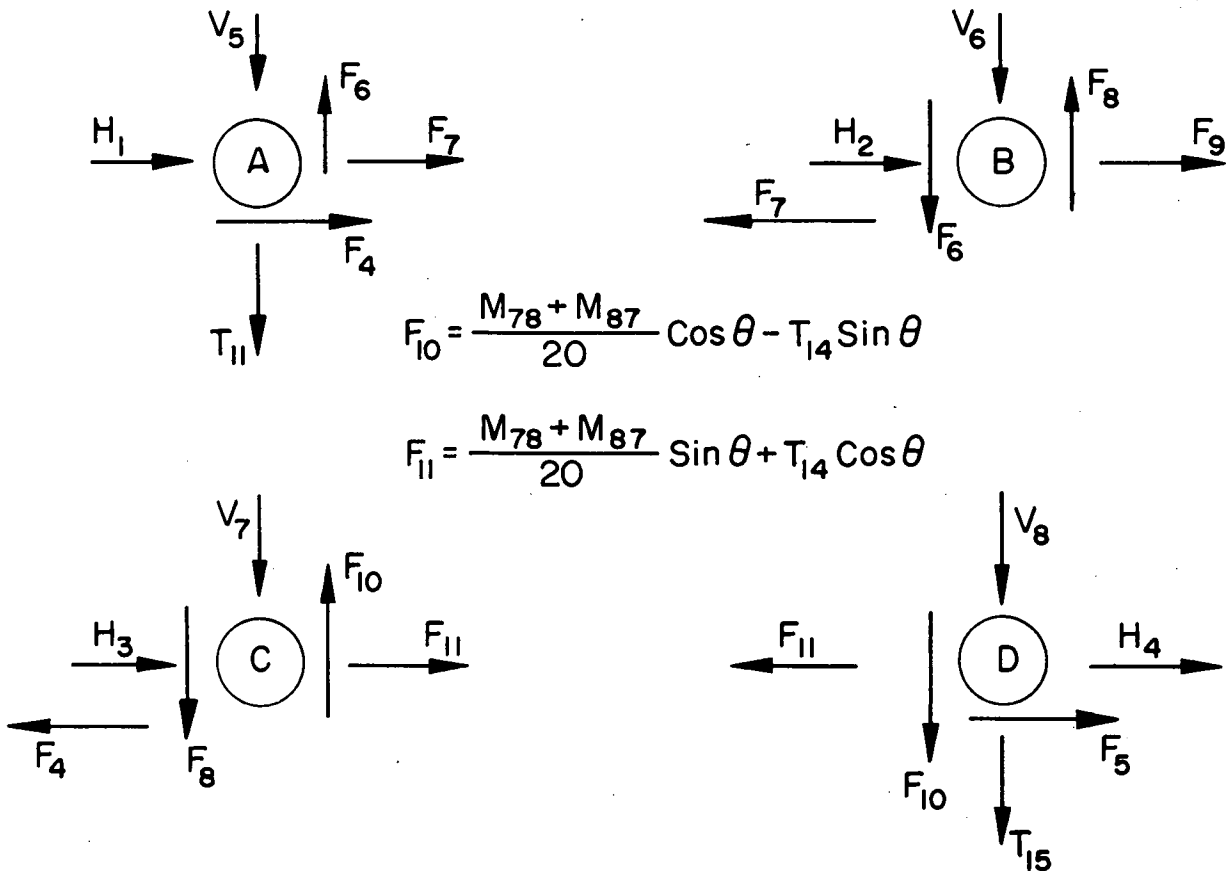 V5
F6
H1
A
F7
F4
T11
V6
F8
H2
B
F9
F7
F6
F10 = (M78 + M87)/20 Cos θ - T14 Sin θ
F11 = (M78 + M87)/20 Sin θ + T14 Cos θ
V7
F10
H3
C
F11
F4
F8
V8
F11
D
H4
F5
F10
T15